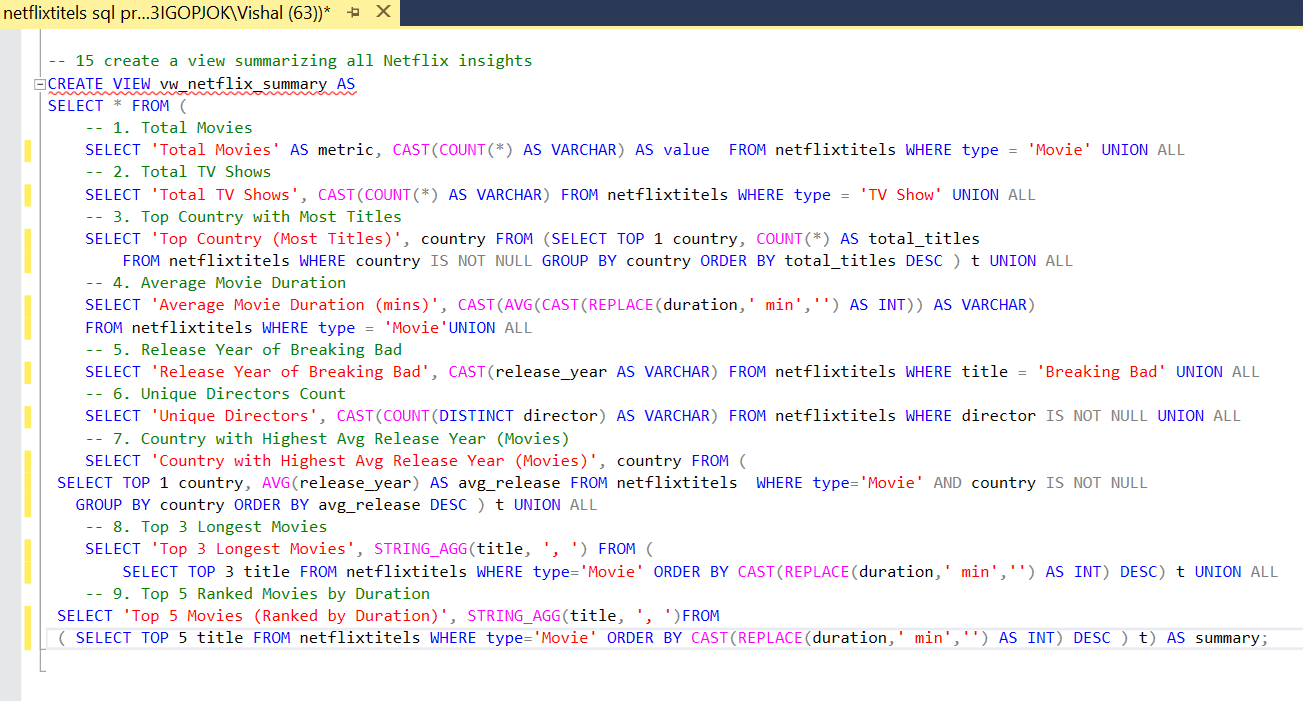 netflixtitels sql pr...3IGOPJOK\Vishal (63))*
-- 15 create a view summarizing all Netflix insights
CREATE VIEW vw_netflix_summary AS
SELECT * FROM (
-- 1. Total Movies
SELECT 'Total Movies' AS metric, CAST(COUNT(*) AS VARCHAR) AS value  FROM netflixtitels WHERE type = 'Movie' UNION ALL
-- 2. Total TV Shows
SELECT 'Total TV Shows', CAST(COUNT(*) AS VARCHAR) FROM netflixtitels WHERE type = 'TV Show' UNION ALL
-- 3. Top Country with Most Titles
SELECT 'Top Country (Most Titles)', country FROM (SELECT TOP 1 country, COUNT(*) AS total_titles
FROM netflixtitels WHERE country IS NOT NULL GROUP BY country ORDER BY total_titles DESC ) t UNION ALL
-- 4. Average Movie Duration
SELECT 'Average Movie Duration (mins)', CAST(AVG(CAST(REPLACE(duration,' min','') AS INT)) AS VARCHAR)
FROM netflixtitels WHERE type = 'Movie'UNION ALL
-- 5. Release Year of Breaking Bad
SELECT 'Release Year of Breaking Bad', CAST(release_year AS VARCHAR) FROM netflixtitels WHERE title = 'Breaking Bad' UNION ALL
-- 6. Unique Directors Count
SELECT 'Unique Directors', CAST(COUNT(DISTINCT director) AS VARCHAR) FROM netflixtitels WHERE director IS NOT NULL UNION ALL
-- 7. Country with Highest Avg Release Year (Movies)
SELECT 'Country with Highest Avg Release Year (Movies)', country FROM (
SELECT TOP 1 country, AVG(release_year) AS avg_release FROM netflixtitels  WHERE type='Movie' AND country IS NOT NULL
GROUP BY country ORDER BY avg_release DESC ) t UNION ALL
-- 8. Top 3 Longest Movies
SELECT 'Top 3 Longest Movies', STRING_AGG(title, ', ') FROM (
SELECT TOP 3 title FROM netflixtitels WHERE type='Movie' ORDER BY CAST(REPLACE(duration,' min','') AS INT) DESC) t UNION ALL
-- 9. Top 5 Ranked Movies by Duration
SELECT 'Top 5 Movies (Ranked by Duration)', STRING_AGG(title, ', ')FROM
( SELECT TOP 5 title FROM netflixtitels WHERE type='Movie' ORDER BY CAST(REPLACE(duration,' min','') AS INT) DESC ) t) AS summary;